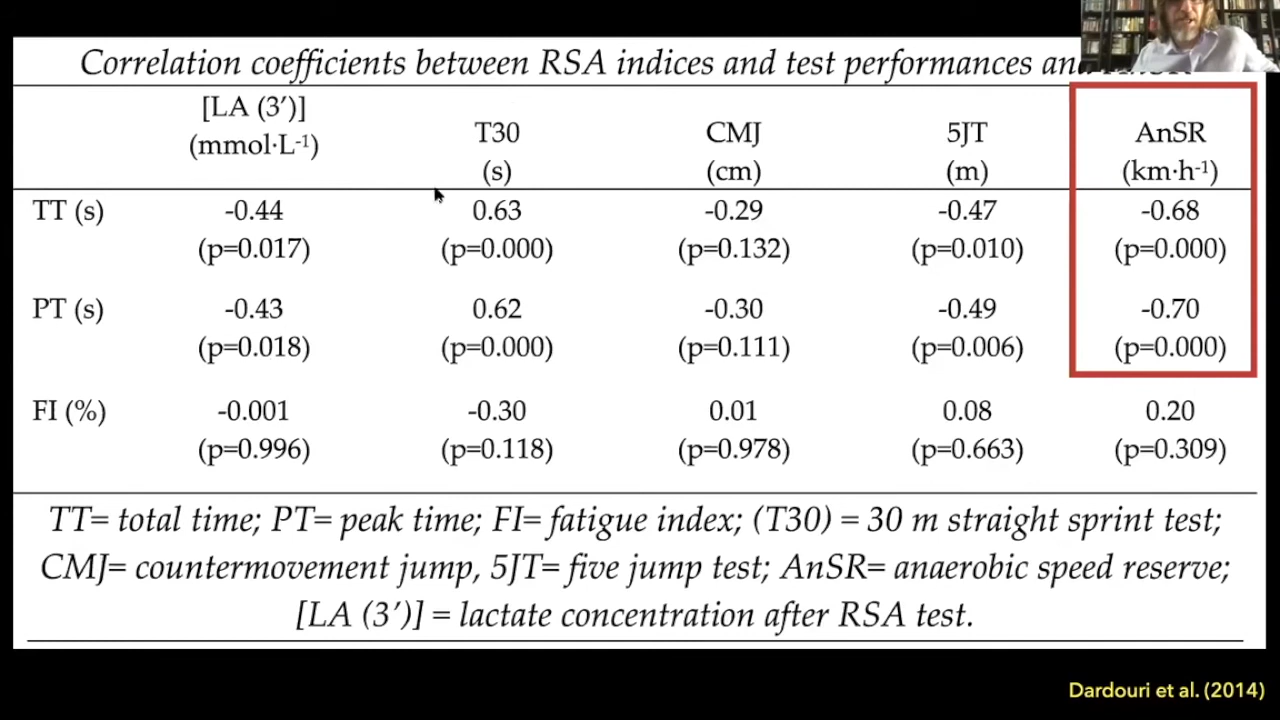 Correlation coefficients between RSA indices and test performances and AnSR
[LA (3′)] (mmol·L⁻¹) T30 (s) CMJ (cm) 5JT (m) AnSR (km·h⁻¹)
TT (s) -0.44 0.63 -0.29 -0.47 -0.68
(p=0.017) (p=0.000) (p=0.132) (p=0.010) (p=0.000)
PT (s) -0.43 0.62 -0.30 -0.49 -0.70
(p=0.018) (p=0.000) (p=0.111) (p=0.006) (p=0.000)
FI (%) -0.001 -0.30 0.01 0.08 0.20
(p=0.996) (p=0.118) (p=0.978) (p=0.663) (p=0.309)
TT= total time; PT= peak time; FI= fatigue index; (T30) = 30 m straight sprint test;
CMJ= countermovement jump, 5JT= five jump test; AnSR= anaerobic speed reserve;
[LA (3′)] = lactate concentration after RSA test.
Dardouri et al. (2014)